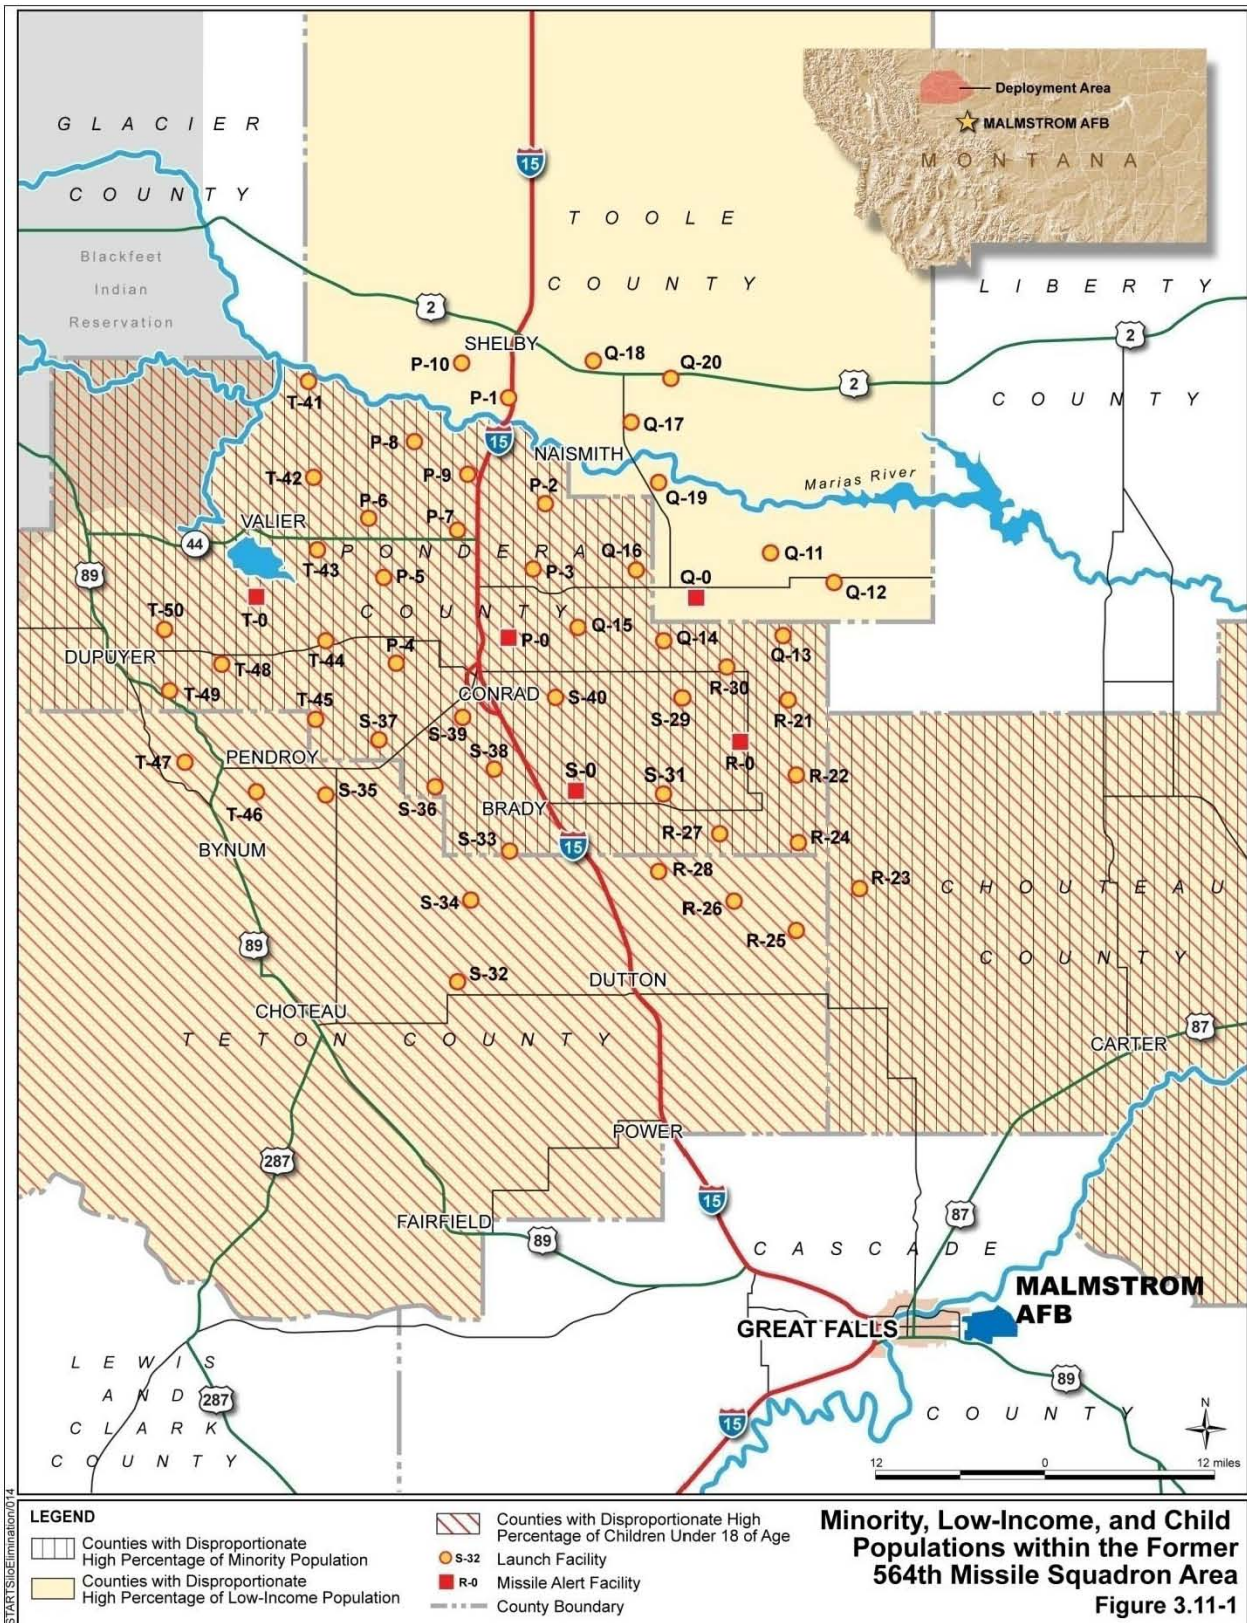 Deployment Area
MALMSTROM AFB
MONTANA
GLACIER
COUNTY
15
TOOLE
COUNTY
Blackfeet
Indian
Reservation
LIBERTY
COUNTY
2
2
2
SHELBY
P-10
Q-18
Q-20
T-41
P-1
Q-17
P-8
15
NAISMITH
T-42
P-9
P-2
Q-19
Marias River
P-6
P-7
VALIER
44
PONDERA
COUNTY
T-43
P-5
P-3
Q-16
Q-11
89
Q-0
Q-12
T-0
T-50
P-0
Q-15
Q-14
Q-13
DUPUYER
T-48
T-44
P-4
R-30
T-49
CONRAD
S-40
S-29
R-21
T-45
S-37
S-39
R-0
T-47
PENDROY
S-38
S-0
S-31
R-22
T-46
S-35
S-36
BRADY
R-27
R-24
BYNUM
S-33
15
R-28
R-23
CHOUTEAU
COUNTY
S-34
R-26
R-25
89
S-32
DUTTON
CHOTEAU
TETON COUNTY
87
CARTER
POWER
287
15
87
FAIRFIELD
89
CASCADE
COUNTY
MALMSTROM
AFB
GREAT FALLS
LEWIS
AND
CLARK
COUNTY
287
89
15
N
12 0 12 miles
STARTSiloElimination/014
LEGEND
Counties with Disproportionate
High Percentage of Minority Population
Counties with Disproportionate
High Percentage of Low-Income Population
Counties with Disproportionate High
Percentage of Children Under 18 of Age
S-32 Launch Facility
R-0 Missile Alert Facility
County Boundary
Minority, Low-Income, and Child
Populations within the Former
564th Missile Squadron Area
Figure 3.11-1